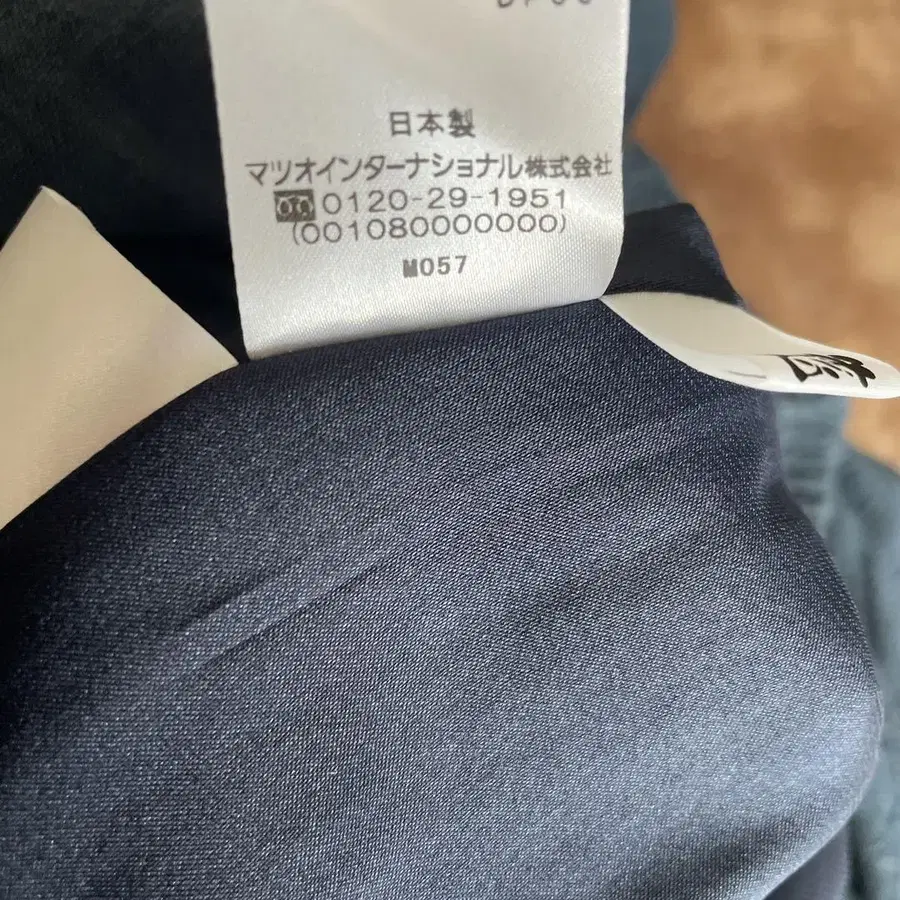 日本製
マツオインターナショナル株式会社
0120-29-1951
(001080000000)
M057